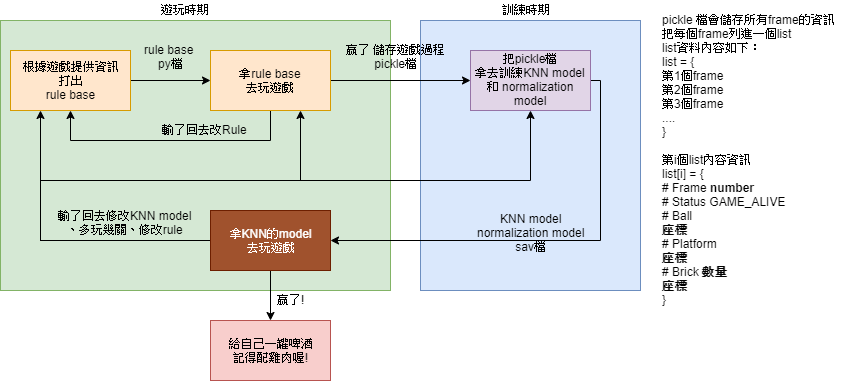 遊玩時期
訓練時期
根據遊戲提供資訊
打出
rule base
rule base
py檔
拿rule base
去玩遊戲
贏了 儲存遊戲過程
pickle檔
把pickle檔
拿去訓練KNN model
和 normalization
model
輸了回去改Rule
輸了回去修改KNN model
、多玩幾關、修改rule
拿KNN的model
去玩遊戲
KNN model
normalization model
sav檔
贏了!
給自己一罐啤酒
記得配雞肉喔!
pickle 檔會儲存所有frame的資訊
把每個frame列進一個list
list資料內容如下：
list = {
第1個frame
第2個frame
第3個frame
....
}
第i個list內容資訊
list[i] = {
# Frame number
# Status GAME_ALIVE
# Ball
座標
# Platform
座標
# Brick 數量
座標
}